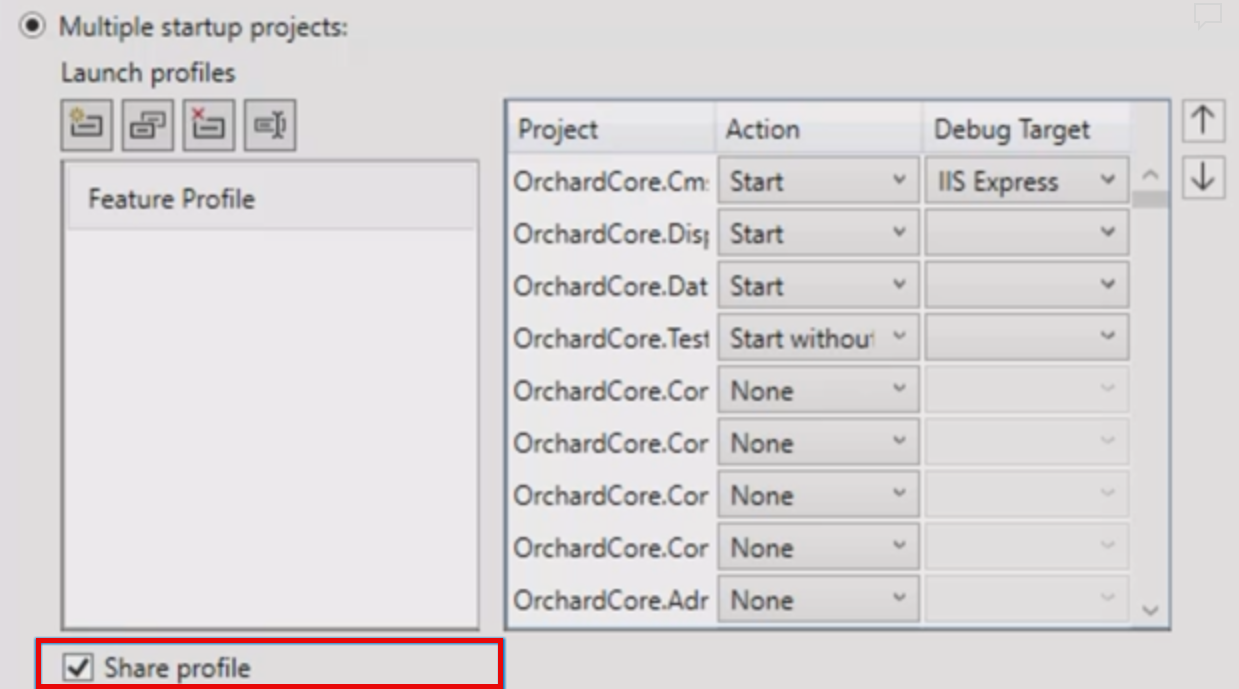 Multiple startup projects:
Launch profiles
Feature Profile
Project Action Debug Target
OrchardCore.Cm Start IIS Express
OrchardCore.Disp Start
OrchardCore.Dat Start
OrchardCore.Test Start without
OrchardCore.Cor None
OrchardCore.Cor None
OrchardCore.Cor None
OrchardCore.Cor None
OrchardCore.Adr None
Share profile